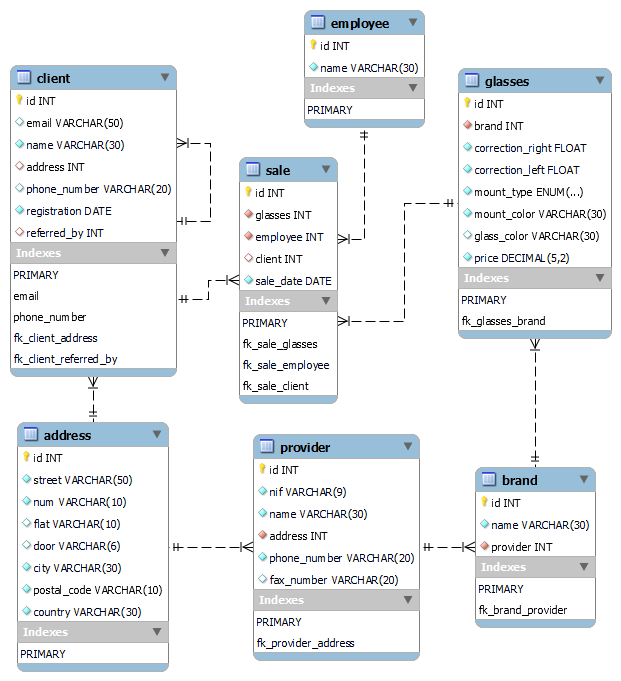 employee
id INT
name VARCHAR(30)
Indexes
PRIMARY
client
id INT
email VARCHAR(50)
name VARCHAR(30)
address INT
phone_number VARCHAR(20)
registration DATE
referred_by INT
Indexes
PRIMARY
email
phone_number
fk_client_address
fk_client_referred_by
sale
id INT
glasses INT
employee INT
client INT
sale_date DATE
Indexes
PRIMARY
fk_sale_glasses
fk_sale_employee
fk_sale_client
glasses
id INT
brand INT
correction_right FLOAT
correction_left FLOAT
mount_type ENUM(...)
mount_color VARCHAR(30)
glass_color VARCHAR(30)
price DECIMAL(5,2)
Indexes
PRIMARY
fk_glasses_brand
address
id INT
street VARCHAR(50)
num VARCHAR(10)
flat VARCHAR(10)
door VARCHAR(6)
city VARCHAR(30)
postal_code VARCHAR(10)
country VARCHAR(30)
Indexes
PRIMARY
provider
id INT
nif VARCHAR(9)
name VARCHAR(30)
address INT
phone_number VARCHAR(20)
fax_number VARCHAR(20)
Indexes
PRIMARY
fk_provider_address
brand
id INT
name VARCHAR(30)
provider INT
Indexes
PRIMARY
fk_brand_provider